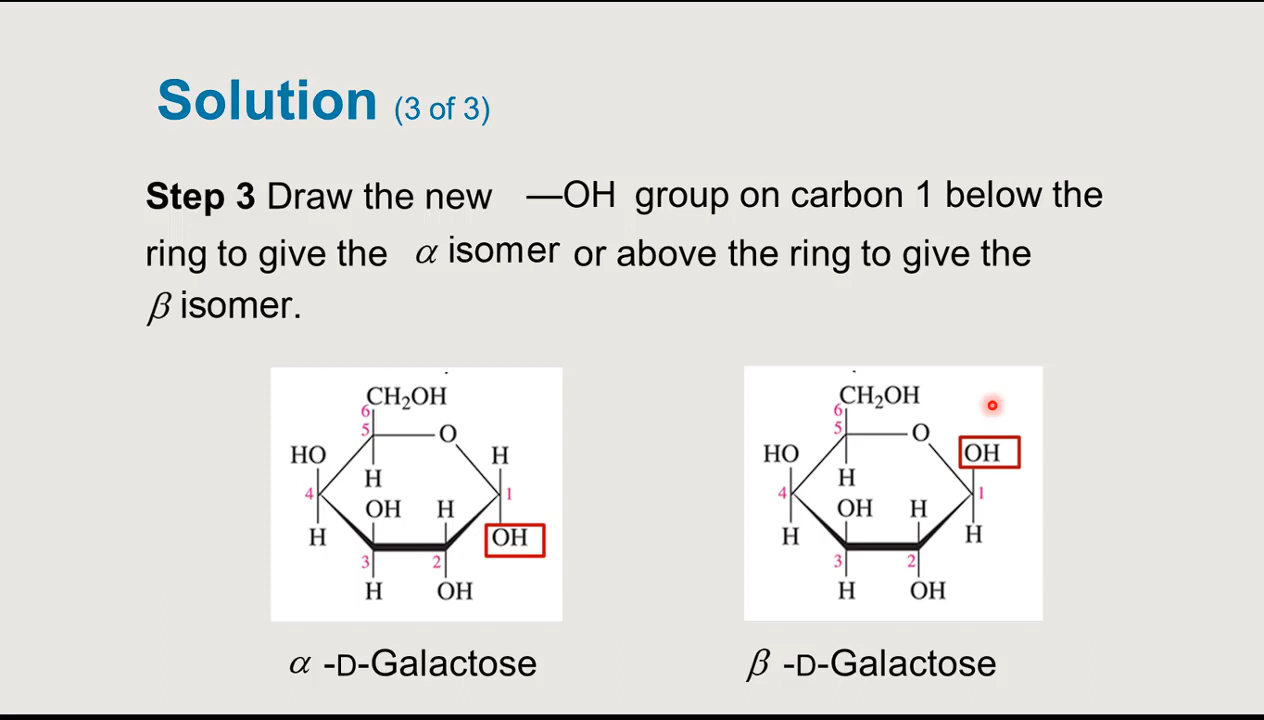 Solution (3 of 3)
Step 3 Draw the new —OH group on carbon 1 below the
ring to give the α isomer or above the ring to give the
β isomer.
CH₂OH
6
5 O
HO H
H
4 1
OH H
H OH
3 2
H OH
CH₂OH
6
5 O
HO OH
H
4 1
OH H
H H
3 2
H OH
α -D-Galactose
β -D-Galactose